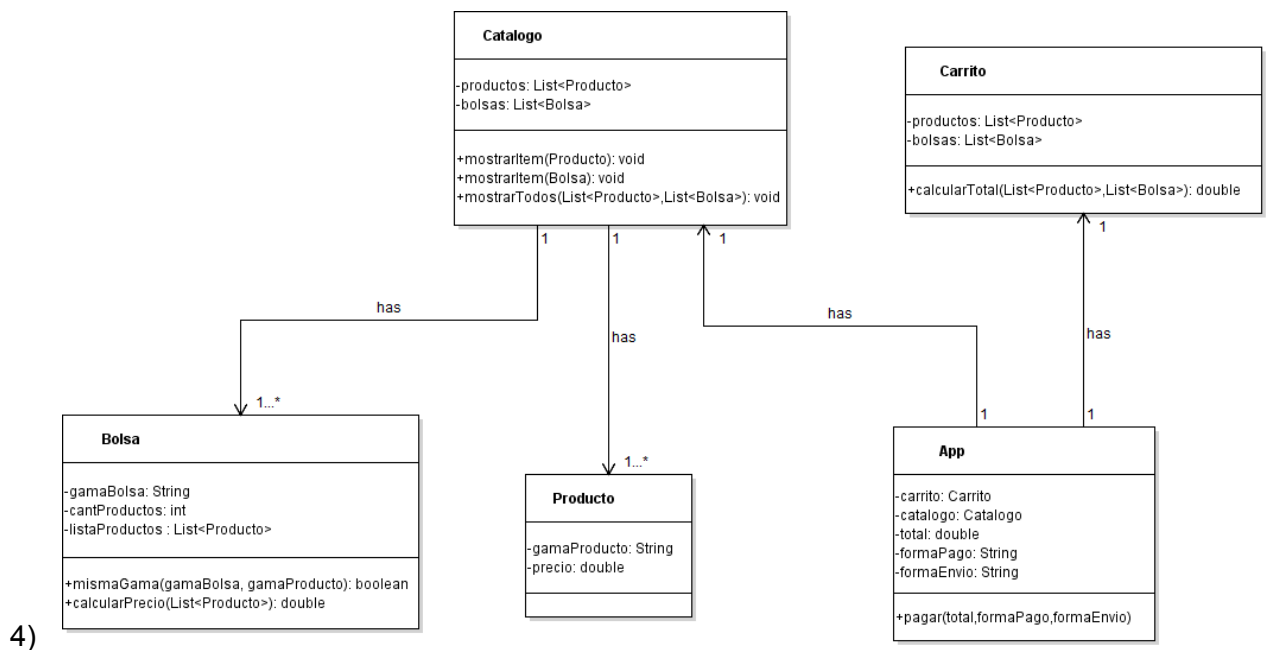 Catalogo
-productos: List<Producto>
-bolsas: List<Bolsa>
+mostrarItem(Producto): void
+mostrarItem(Bolsa): void
+mostrarTodos(List<Producto>,List<Bolsa>): void
Carrito
-productos: List<Producto>
-bolsas: List<Bolsa>
+calcularTotal(List<Producto>,List<Bolsa>): double
1
1
1
1
has
has
has
has
1...*
1...*
1
1
Bolsa
-gamaBolsa: String
-cantProductos: int
-listaProductos : List<Producto>
+mismaGama(gamaBolsa, gamaProducto): boolean
+calcularPrecio(List<Producto>): double
Producto
-gamaProducto: String
-precio: double
App
-carrito: Carrito
-catalogo: Catalogo
-total: double
-formaPago: String
-formaEnvio: String
+pagar(total,formaPago,formaEnvio)
4)